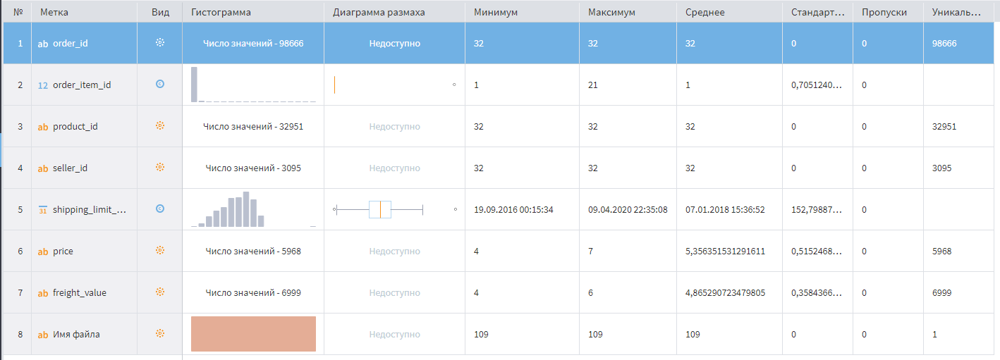 № Метка Вид Гистограмма Диаграмма размаха Минимум Максимум Среднее Стандарт... Пропуски Уникаль...
1 ab order_id Число значений - 98666 Недоступно 32 32 32 0 0 98666
2 12 order_item_id 1 21 1 0,7051240... 0
3 ab product_id Число значений - 32951 Недоступно 32 32 32 0 0 32951
4 ab seller_id Число значений - 3095 Недоступно 32 32 32 0 0 3095
5 31 shipping_limit_... 19.09.2016 00:15:34 09.04.2020 22:35:08 07.01.2018 15:36:52 152,79887... 0
6 ab price Число значений - 5968 Недоступно 4 7 5,356351531291611 0,5152468... 0 5968
7 ab freight_value Число значений - 6999 Недоступно 4 6 4,865290723479805 0,3584366... 0 6999
8 ab Имя файла Недоступно 109 109 109 0 0 1